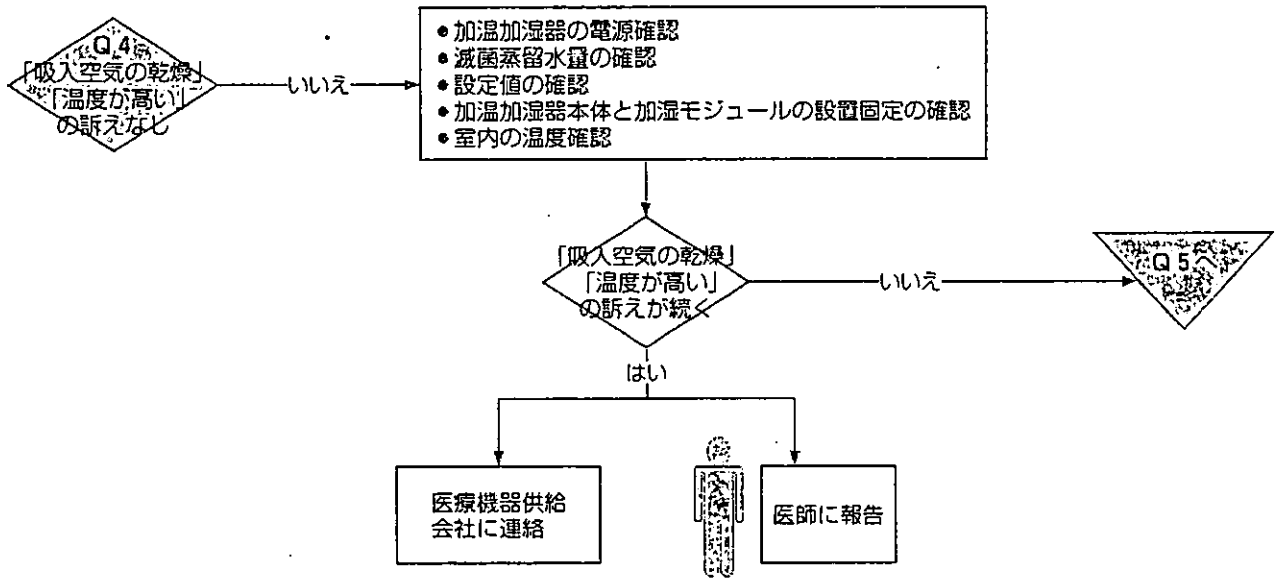 Q 4
「吸入空気の乾燥」
「温度が高い」
の訴えなし
いいえ
●加温加湿器の電源確認
●滅菌蒸留水量の確認
●設定値の確認
●加温加湿器本体と加湿モジュールの設置固定の確認
●室内の温度確認
「吸入空気の乾燥」
「温度が高い」
の訴えが続く
いいえ
Q 5へ
はい
医療機器供給
会社に連絡
医師に報告